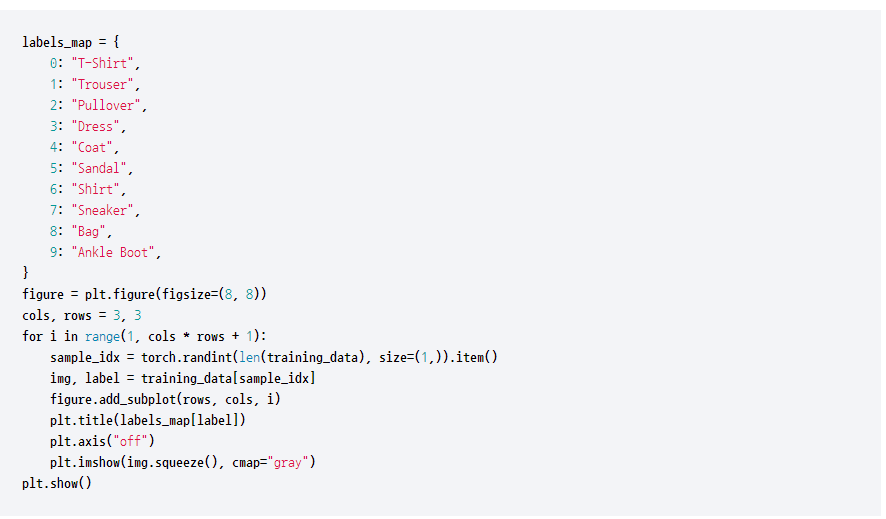 labels_map = {
    0: "T-Shirt",
    1: "Trouser",
    2: "Pullover",
    3: "Dress",
    4: "Coat",
    5: "Sandal",
    6: "Shirt",
    7: "Sneaker",
    8: "Bag",
    9: "Ankle Boot",
}
figure = plt.figure(figsize=(8, 8))
cols, rows = 3, 3
for i in range(1, cols * rows + 1):
    sample_idx = torch.randint(len(training_data), size=(1,)).item()
    img, label = training_data[sample_idx]
    figure.add_subplot(rows, cols, i)
    plt.title(labels_map[label])
    plt.axis("off")
    plt.imshow(img.squeeze(), cmap="gray")
plt.show()